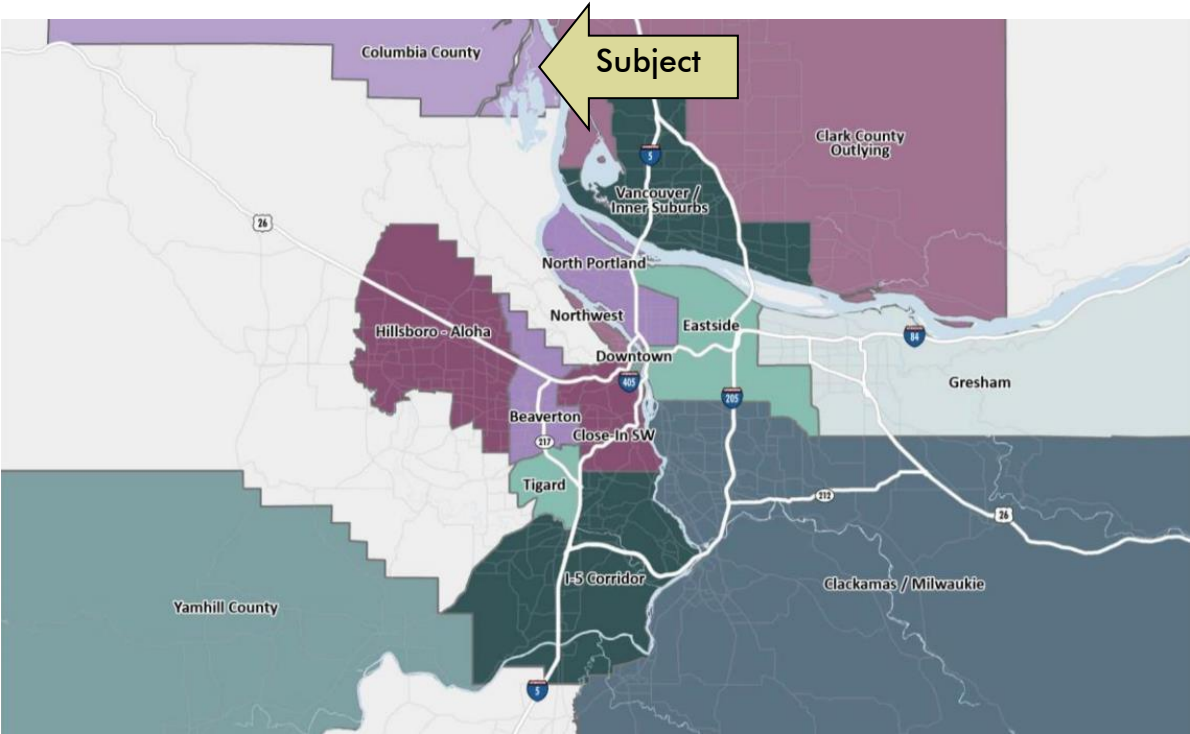 Columbia County
Subject
Clark County
Outlying
5
Vancouver /
Inner Suburbs
26
North Portland
Northwest
Eastside
Hillsboro - Aloha
84
Downtown
405
Gresham
205
Beaverton
Close-In SW
217
Tigard
212
26
I-5 Corridor
Clackamas / Milwaukie
Yamhill County
5